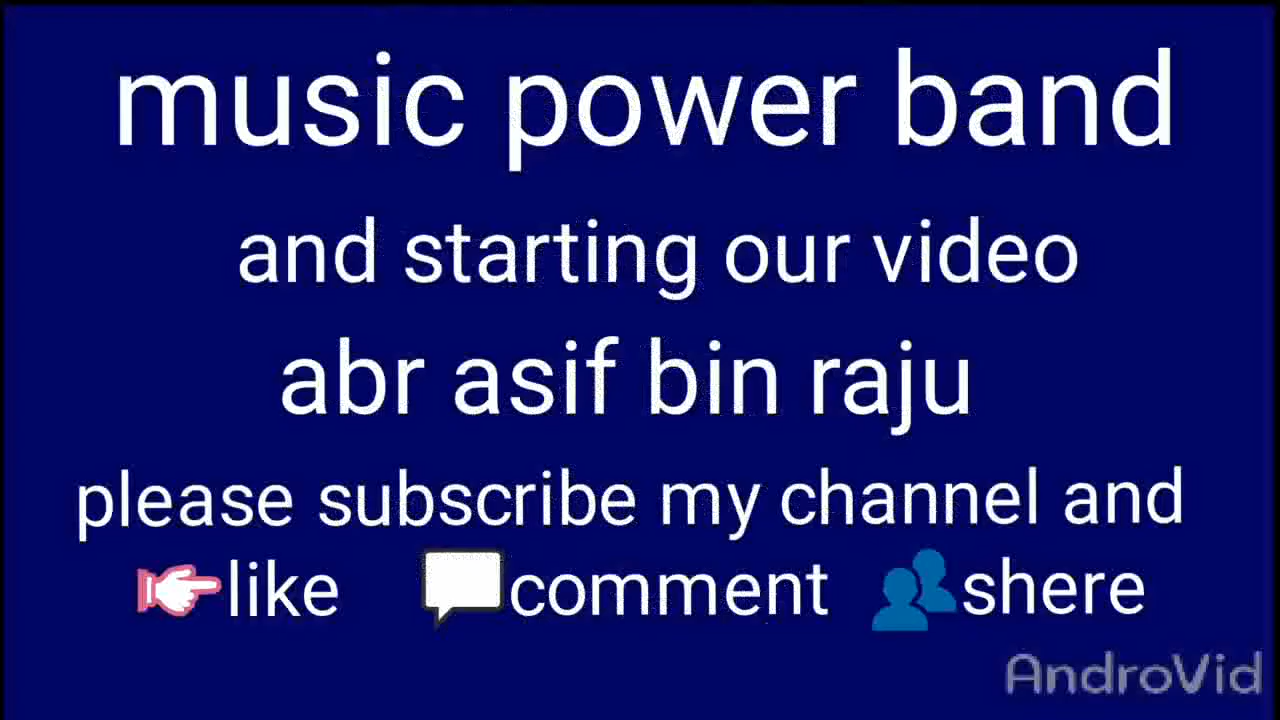 music power band
and starting our video
abr asif bin raju
please subscribe my channel and
like comment shere
AndroVid